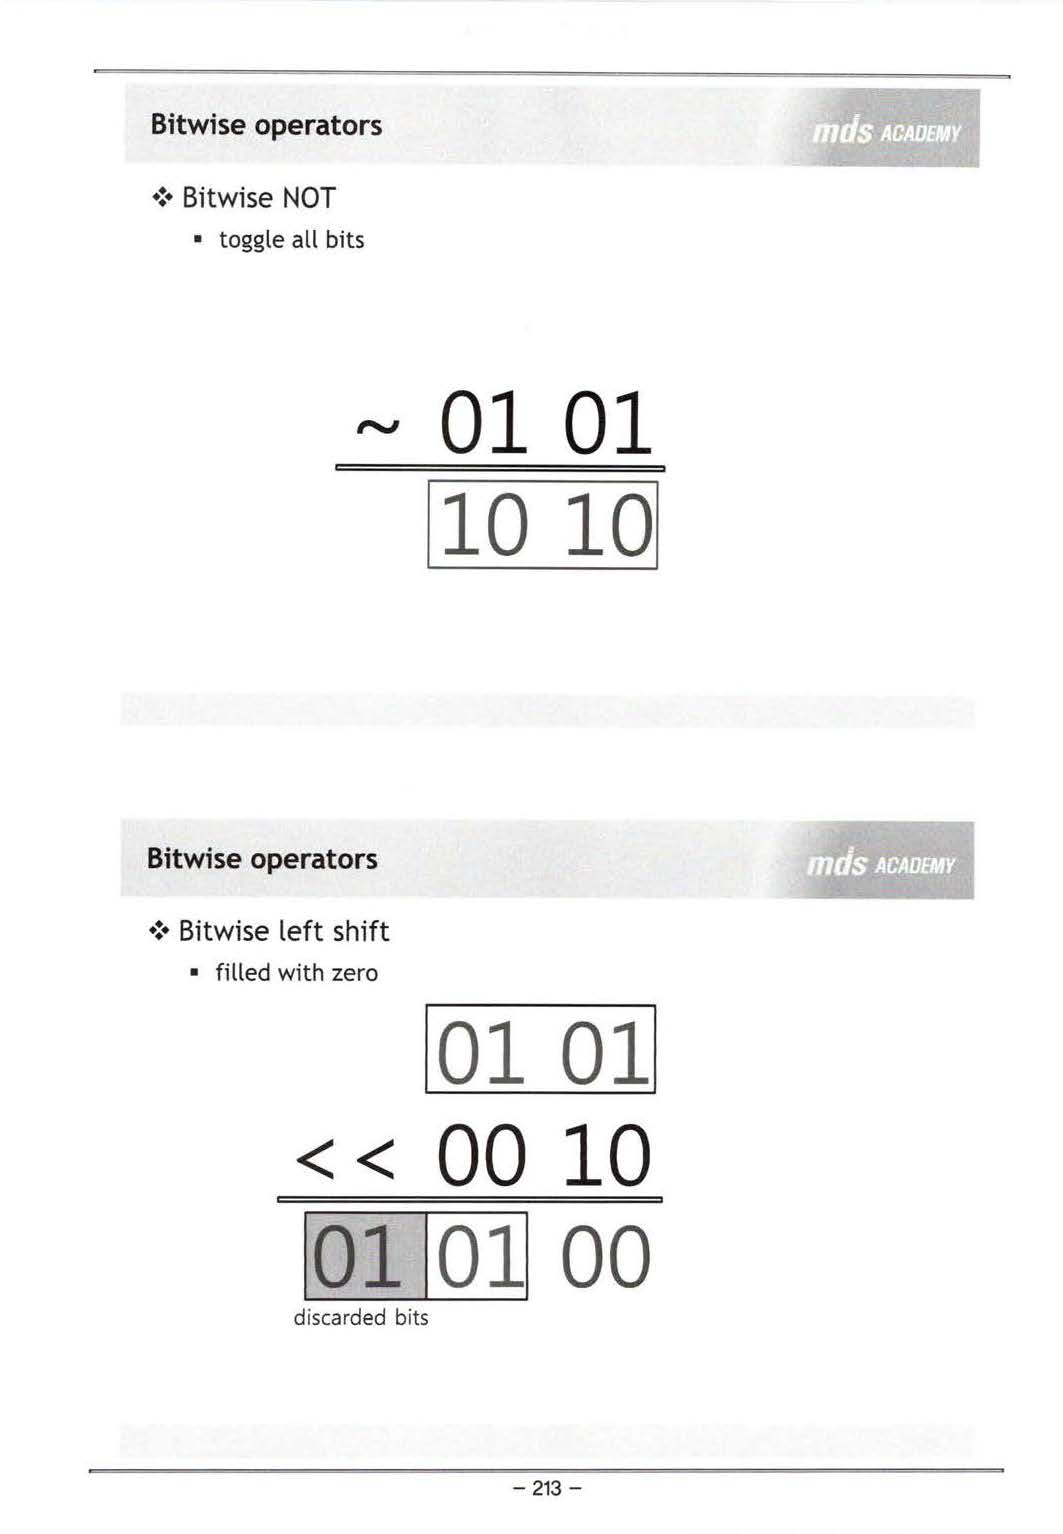 Bitwise operators
mds ACADEMY
❖ Bitwise NOT
▪ toggle all bits
~ 01 01
10 10
Bitwise operators
mds ACADEMY
❖ Bitwise left shift
▪ filled with zero
01 01
<< 00 10
01 01 00
discarded bits
– 213 –